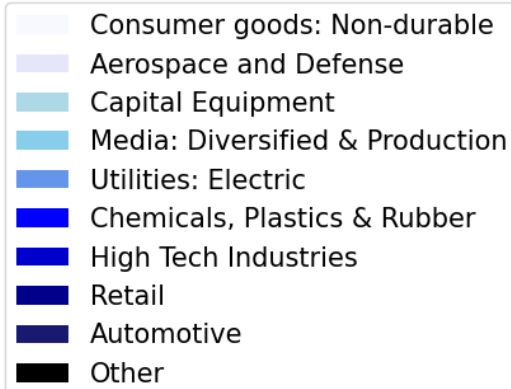 Consumer goods: Non-durable
Aerospace and Defense
Capital Equipment
Media: Diversified & Production
Utilities: Electric
Chemicals, Plastics & Rubber
High Tech Industries
Retail
Automotive
Other